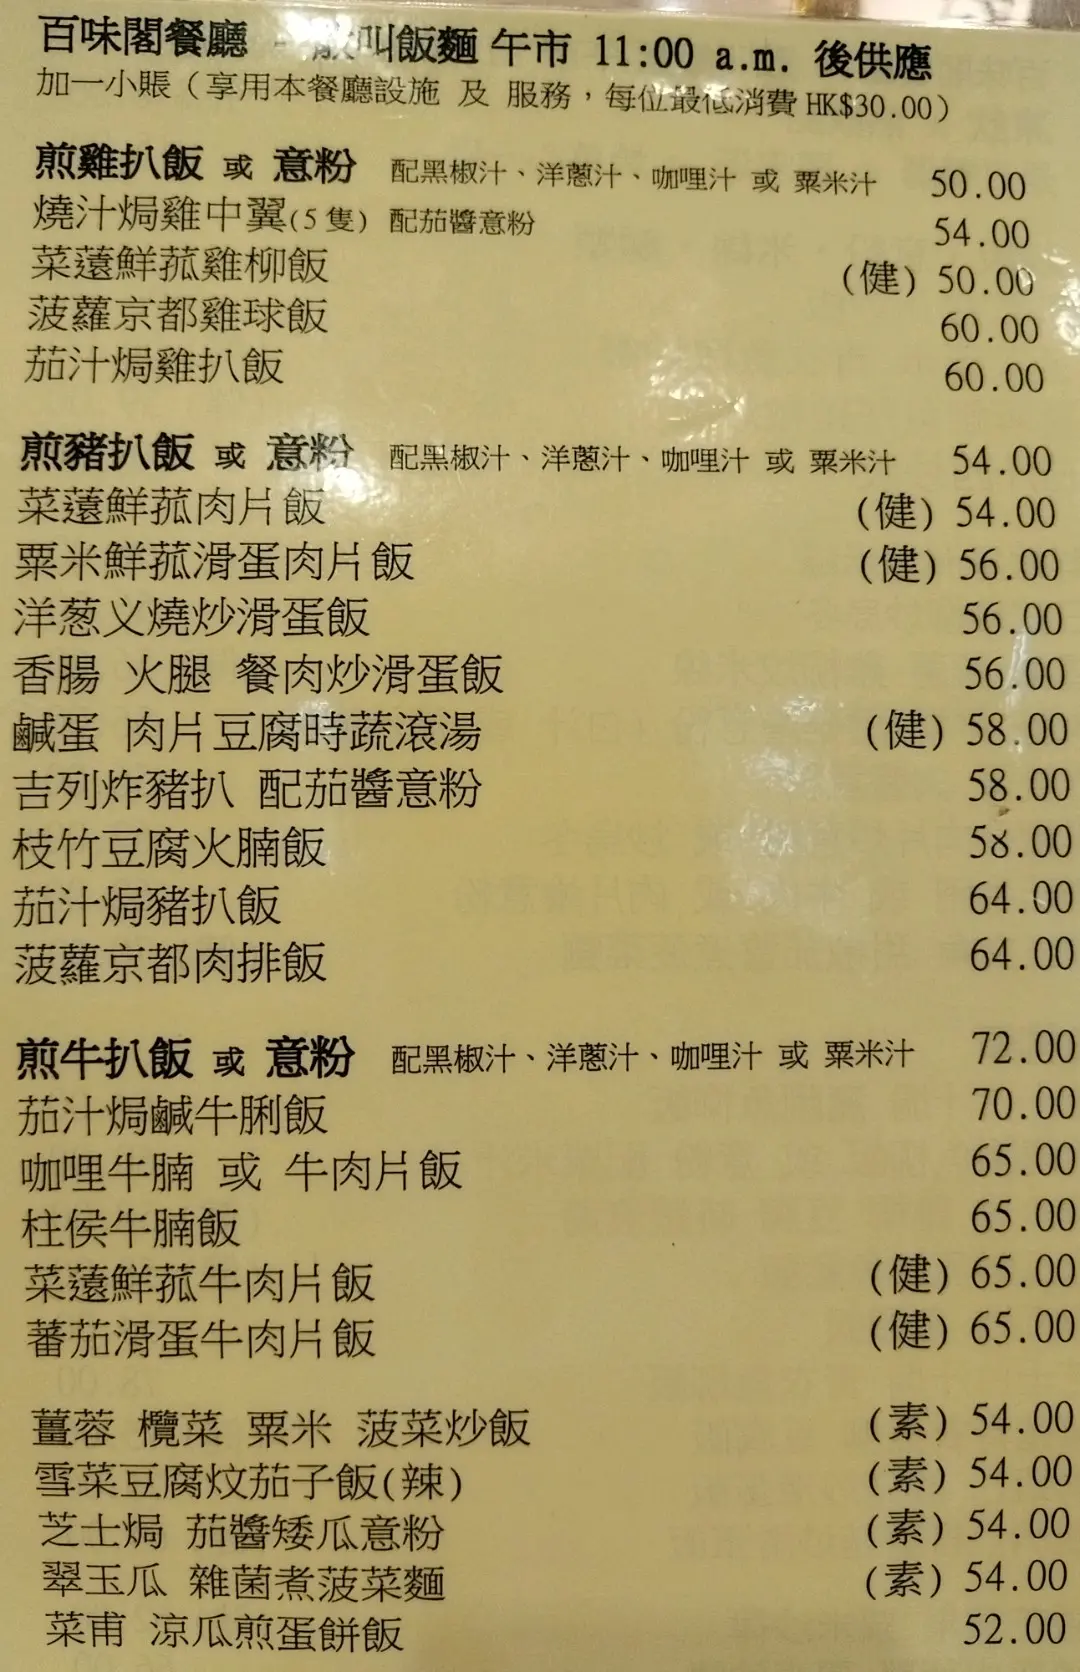 百味閣餐廳 - 散叫飯麵 午市 11:00 a.m. 後供應
加一小賬（享用本餐廳設施 及 服務，每位最低消費HK$30.00）
煎雞扒飯 或 意粉 配黑椒汁、洋蔥汁、咖哩汁 或 粟米汁 50.00
燒汁焗雞中翼(5隻) 配茄醬意粉 54.00
菜薳鮮菰雞柳飯 (健) 50.00
菠蘿京都雞球飯 60.00
茄汁焗雞扒飯 60.00
煎豬扒飯 或 意粉 配黑椒汁、洋蔥汁、咖哩汁 或 粟米汁 54.00
菜薳鮮菰肉片飯 (健) 54.00
粟米鮮菰滑蛋肉片飯 (健) 56.00
洋葱义燒炒滑蛋飯 56.00
香腸 火腿 餐肉炒滑蛋飯 56.00
鹹蛋 肉片豆腐時蔬滾湯 (健) 58.00
吉列炸豬扒 配茄醬意粉 58.00
枝竹豆腐火腩飯 58.00
茄汁焗豬扒飯 64.00
菠蘿京都肉排飯 64.00
煎牛扒飯 或 意粉 配黑椒汁、洋蔥汁、咖哩汁 或 粟米汁 72.00
茄汁焗鹹牛脷飯 70.00
咖哩牛腩 或 牛肉片飯 65.00
柱侯牛腩飯 65.00
菜薳鮮菰牛肉片飯 (健) 65.00
蕃茄滑蛋牛肉片飯 (健) 65.00
薑蓉 欖菜 粟米 菠菜炒飯 (素) 54.00
雪菜豆腐炆茄子飯(辣) (素) 54.00
芝士焗 茄醬矮瓜意粉 (素) 54.00
翠玉瓜 雜菌煮菠菜麵 (素) 54.00
菜甫 涼瓜煎蛋餅飯 52.00